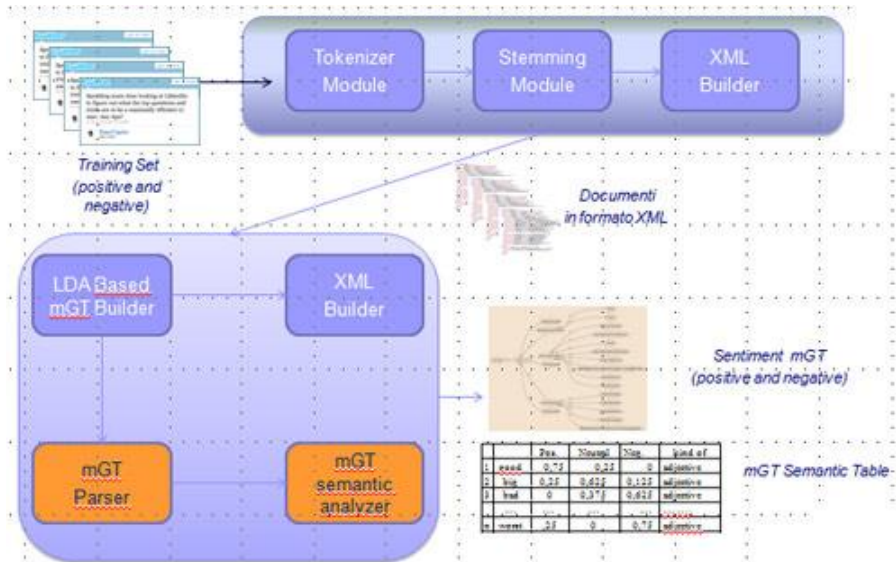 Tokenizer
Module
Stemming
Module
XML
Builder
Training Set
(positive and
negative)
Documenti
in formato XML
LDA Based
mGT Builder
XML
Builder
Sentiment mGT
(positive and negative)
mGT
Parser
mGT
semantic
analyzer
mGT Semantic Table
Pos. Neutral Neg. kind of
1 good 0,75 0,25 0 adjective
2 big 0,25 0,625 0,125 adjective
3 bad 0 0,375 0,625 adjective
n worst ,25 0 0,75 adjective